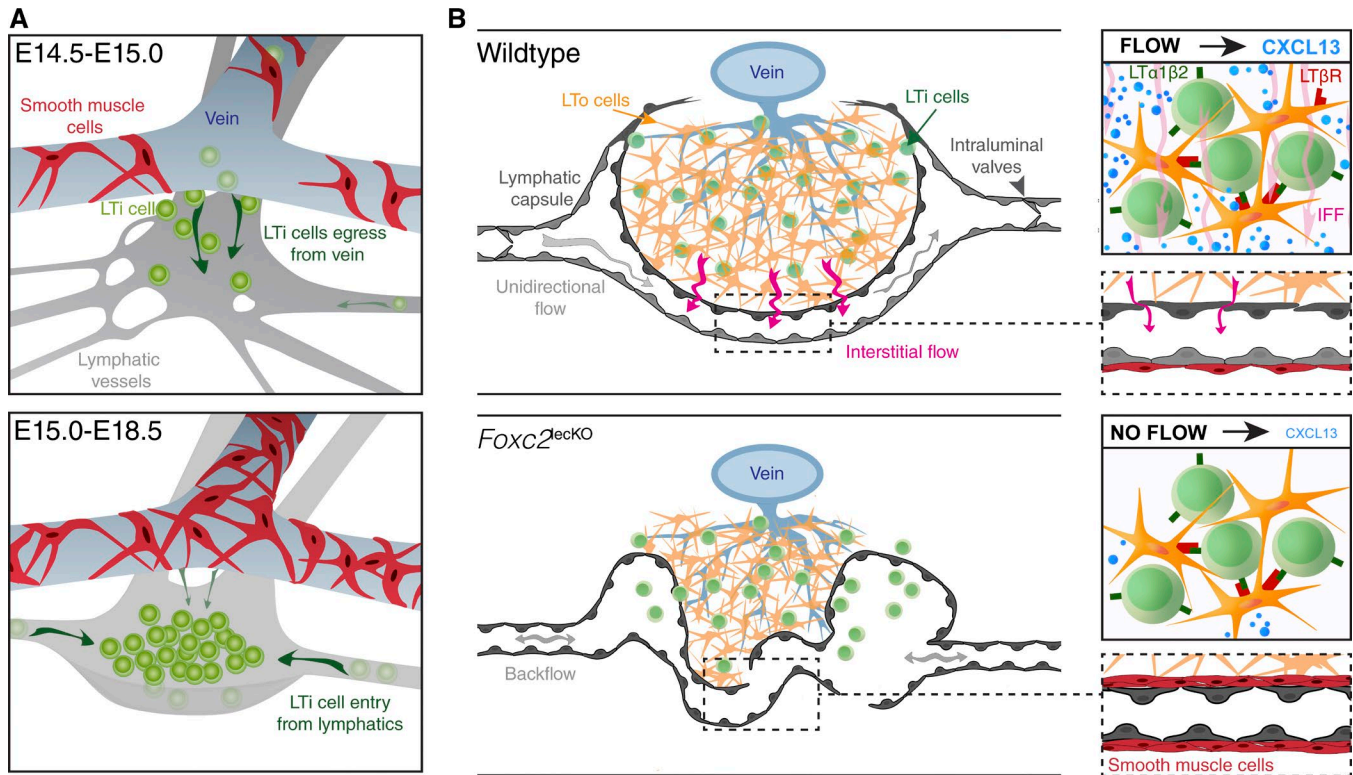 A
E14.5-E15.0
Smooth muscle
cells
Vein
LTi cell
LTi cells egress
from vein
Lymphatic
vessels
E15.0-E18.5
LTi cell entry
from lymphatics
B
Wildtype
Vein
LTo cells
LTi cells
Intraluminal
valves
Lymphatic
capsule
Unidirectional
flow
Interstitial flow
FLOW → CXCL13
LTα1β2
LTβR
IFF
Foxc2lecKO
Vein
Backflow
NO FLOW → CXCL13
Smooth muscle cells